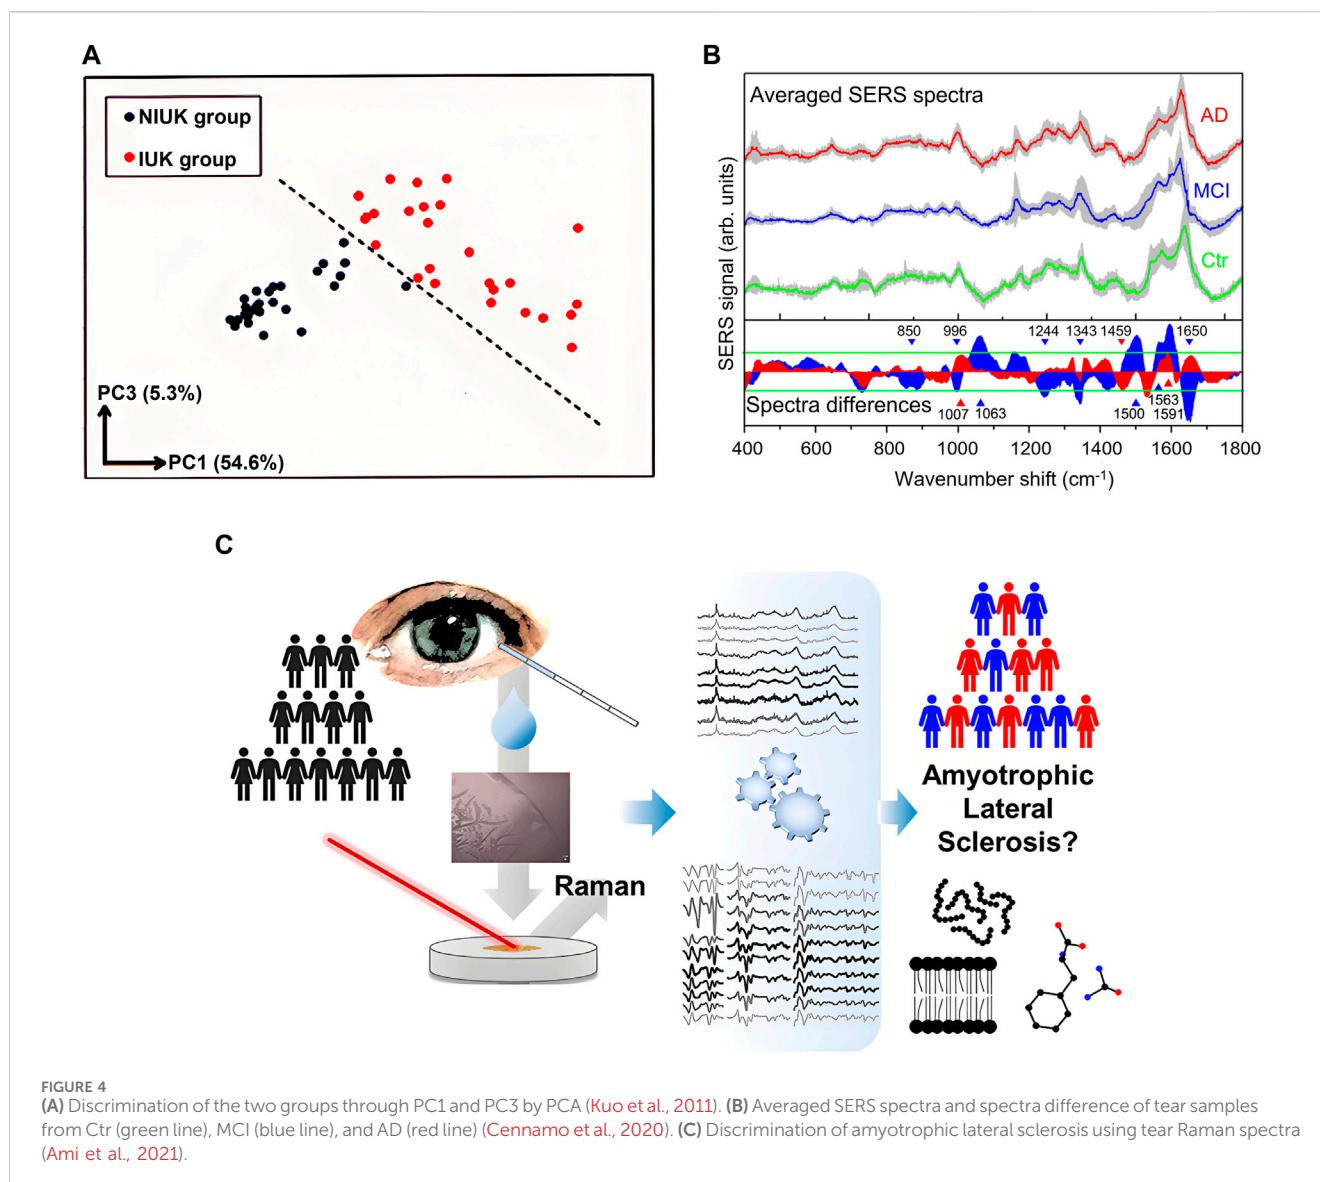 A
NIUK group
IUK group
PC3 (5.3%)
PC1 (54.6%)
B
Averaged SERS spectra
AD
MCI
Ctr
SERS signal (arb. units)
850 996 1244 1343 1459 1650
Spectra differences
1007 1063 1500 1563 1591
400 600 800 1000 1200 1400 1600 1800
Wavenumber shift (cm⁻¹)
C
Raman
Amyotrophic
Lateral
Sclerosis?
FIGURE 4
(A) Discrimination of the two groups through PC1 and PC3 by PCA (Kuo et al., 2011). (B) Averaged SERS spectra and spectra difference of tear samples
from Ctr (green line), MCI (blue line), and AD (red line) (Cennamo et al., 2020). (C) Discrimination of amyotrophic lateral sclerosis using tear Raman spectra
(Ami et al., 2021).